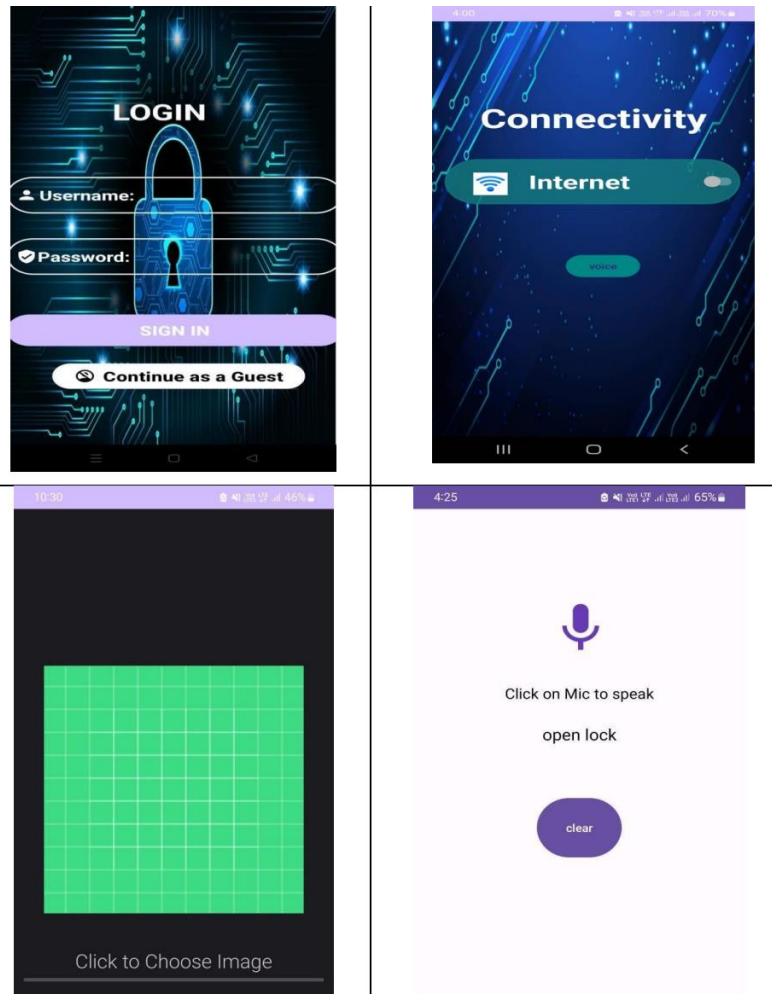 LOGIN
Username:
Password:
SIGN IN
Continue as a Guest
4:00
70%
Connectivity
Internet
voice
10:30
46%
Click to Choose Image
4:25
65%
Click on Mic to speak
open lock
clear